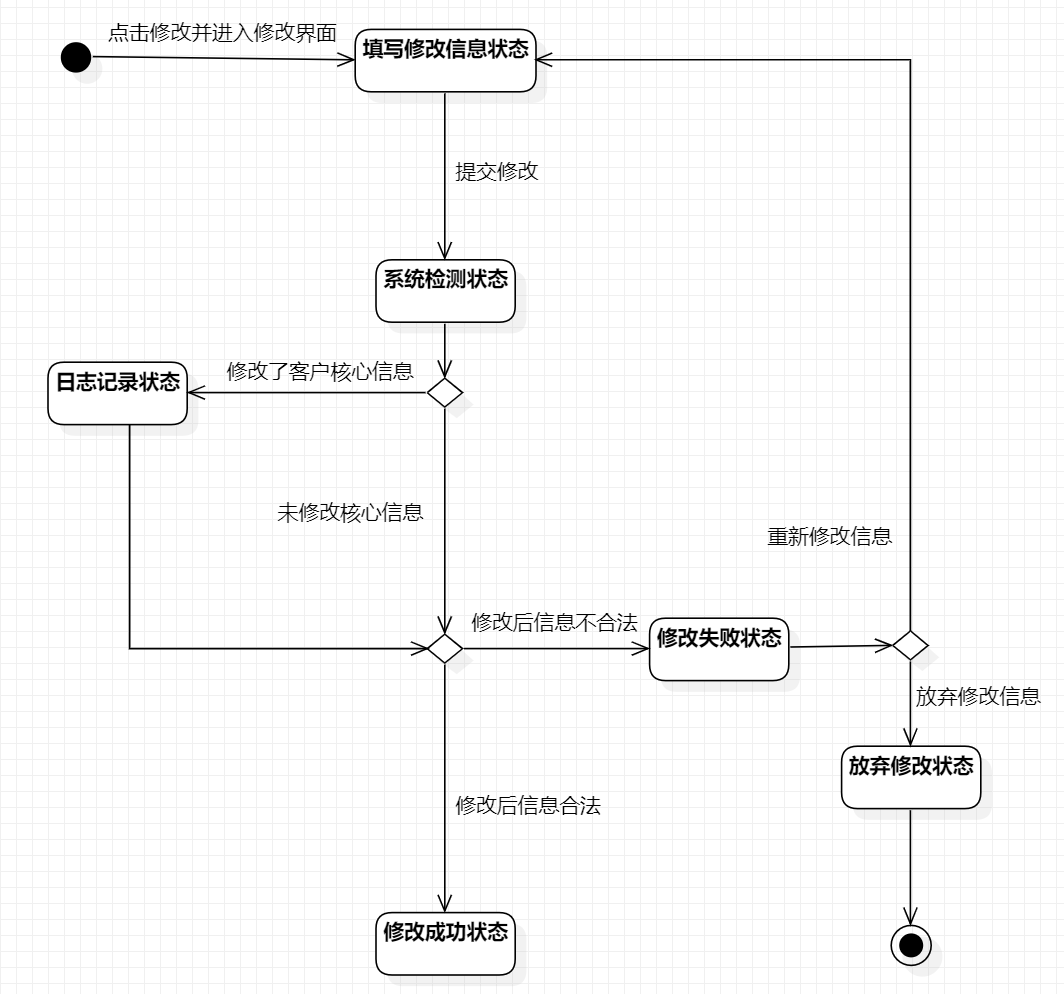 点击修改并进入修改界面
填写修改信息状态
提交修改
系统检测状态
修改了客户核心信息
日志记录状态
未修改核心信息
重新修改信息
修改后信息不合法
修改失败状态
放弃修改信息
放弃修改状态
修改后信息合法
修改成功状态